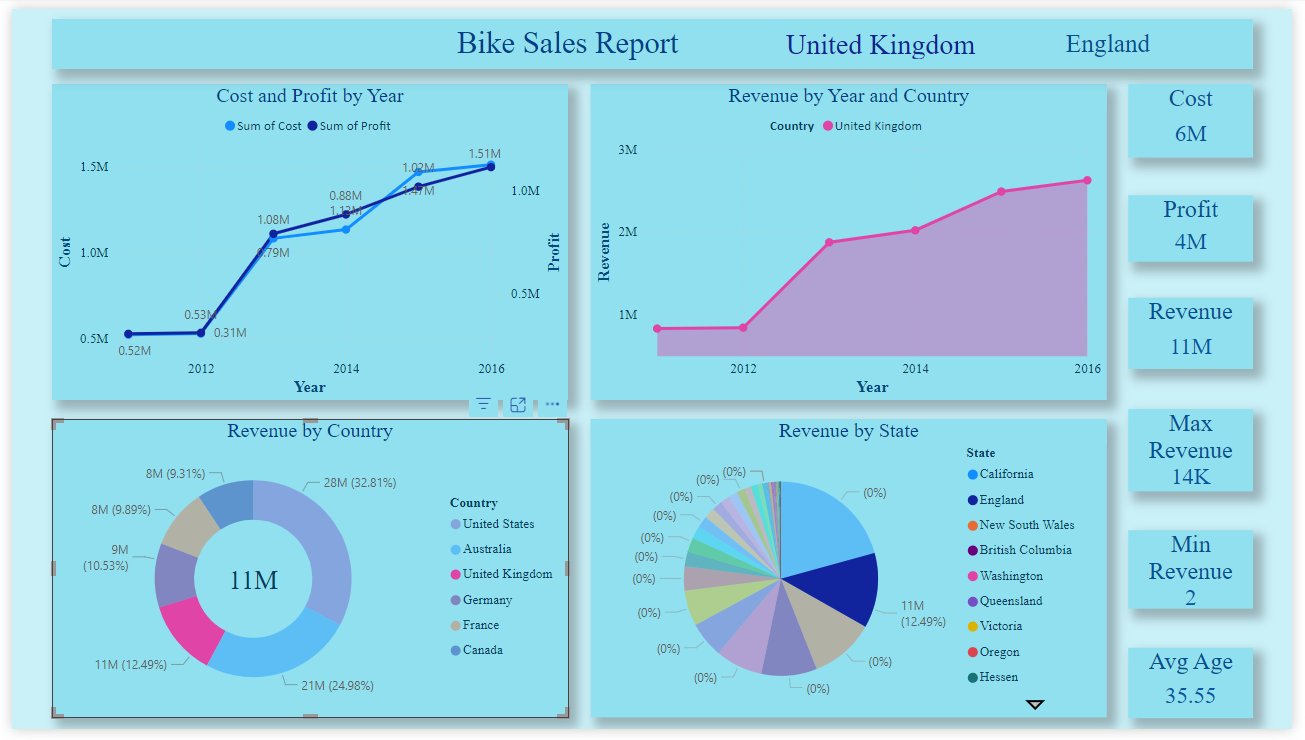 Bike Sales Report
United Kingdom
England
Cost and Profit by Year
Sum of Cost
Sum of Profit
1.5M
1.0M
0.5M
Cost
0.52M
0.53M
0.31M
1.08M
0.79M
0.88M
1.13M
1.02M
1.47M
1.51M
1.0M
0.5M
Profit
2012
2014
2016
Year
Revenue by Year and Country
Country
United Kingdom
3M
2M
1M
Revenue
2012
2014
2016
Year
Cost
6M
Profit
4M
Revenue
11M
Max
Revenue
14K
Min
Revenue
2
Avg Age
35.55
Revenue by Country
8M (9.31%)
28M (32.81%)
8M (9.89%)
9M
(10.53%)
11M
11M (12.49%)
21M (24.98%)
Country
United States
Australia
United Kingdom
Germany
France
Canada
Revenue by State
(0%)
(0%)
(0%)
(0%)
(0%)
(0%)
(0%)
(0%)
(0%)
(0%)
(0%)
(0%)
(0%)
11M
(12.49%)
(0%)
State
California
England
New South Wales
British Columbia
Washington
Queensland
Victoria
Oregon
Hessen